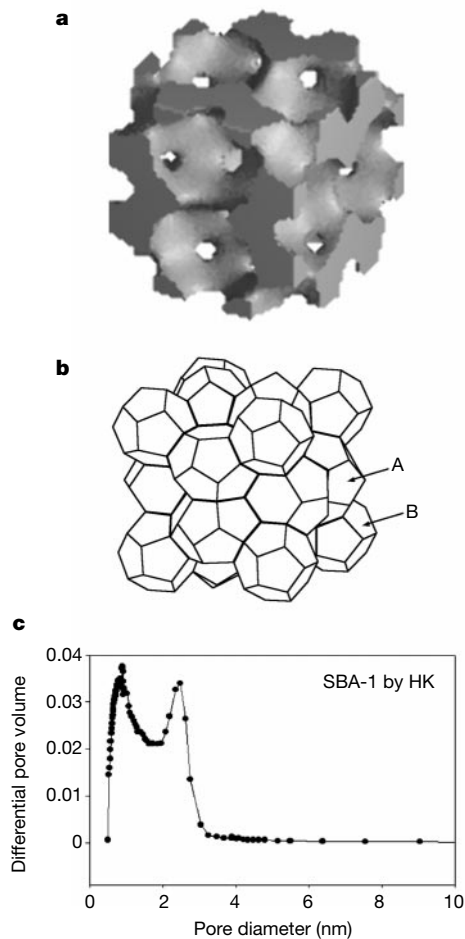 a
b
A
B
c
0.04
SBA-1 by HK
0.03
0.02
0.01
0
Differential pore volume
0 2 4 6 8 10
Pore diameter (nm)